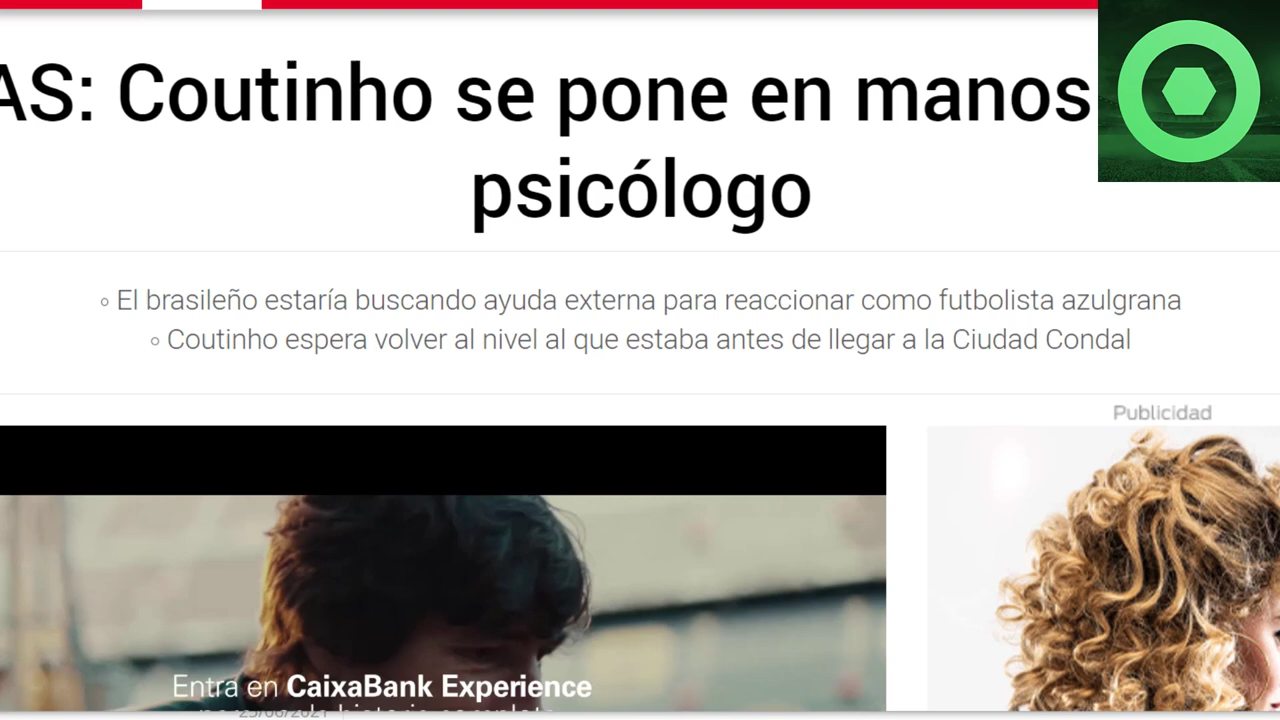 AS: Coutinho se pone en manos
psicólogo
◦ El brasileño estaría buscando ayuda externa para reaccionar como futbolista azulgrana
◦ Coutinho espera volver al nivel al que estaba antes de llegar a la Ciudad Condal
Publicidad
Entra en CaixaBank Experience